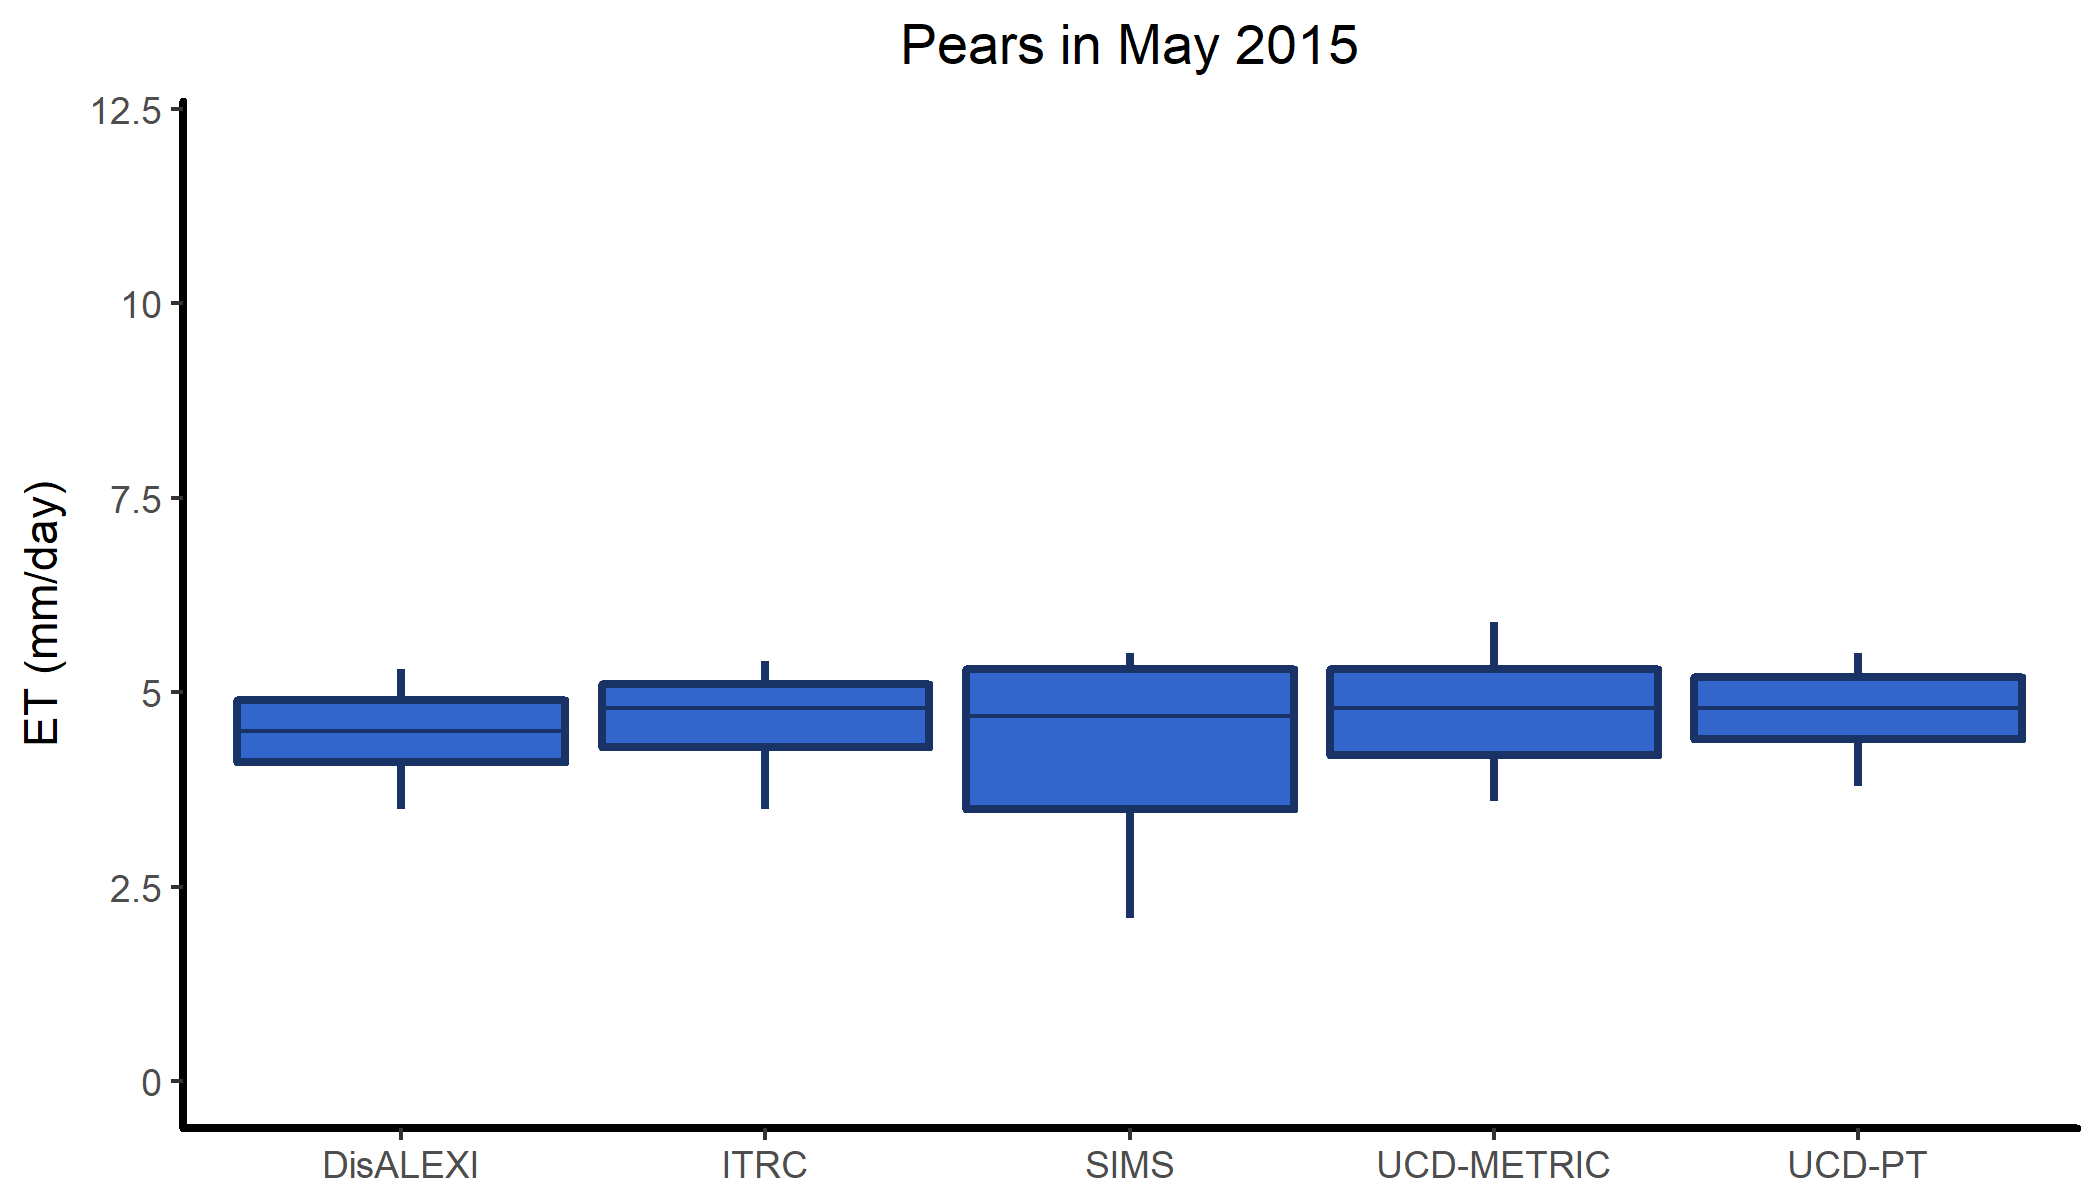 Pears in May 2015
ET (mm/day)
12.5
10
7.5
5
2.5
0
DisALEXI
ITRC
SIMS
UCD-METRIC
UCD-PT